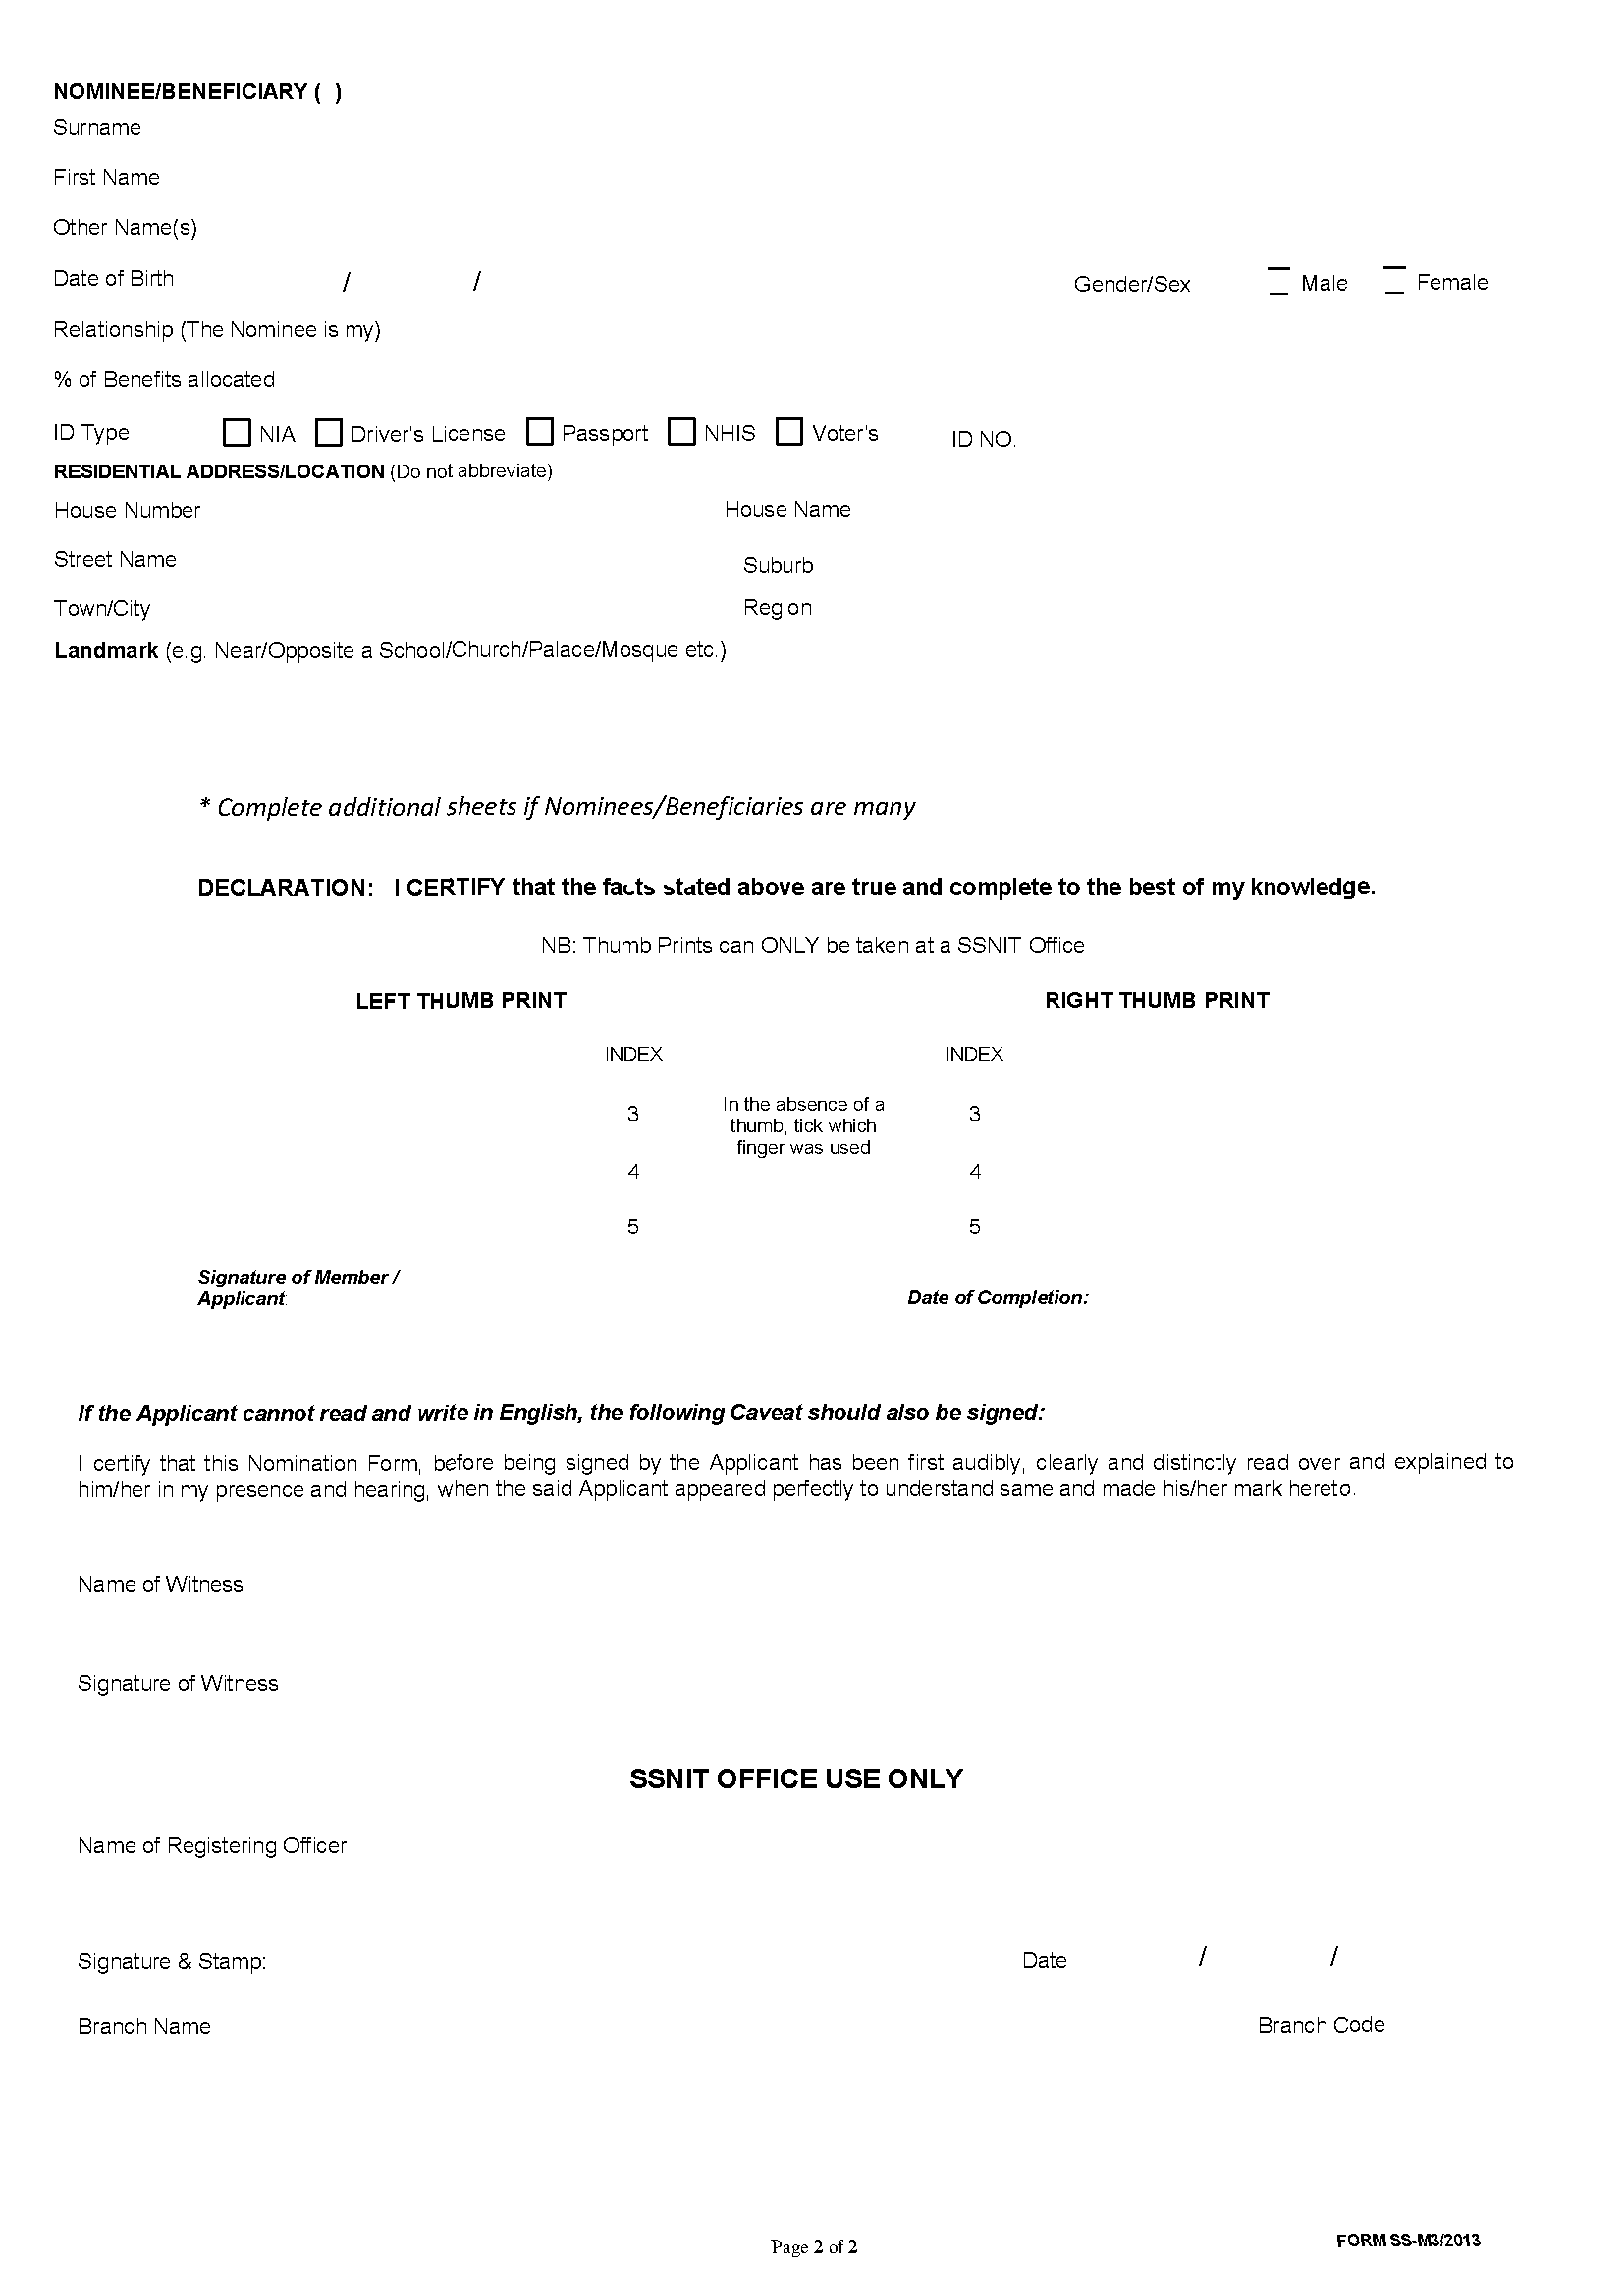 NOMINEE/BENEFICIARY ( )
Surname
First Name
Other Name(s)
Date of Birth / / Gender/Sex Male Female
Relationship (The Nominee is my)
% of Benefits allocated
ID Type NIA Driver's License Passport NHIS Voter's ID NO.
RESIDENTIAL ADDRESS/LOCATION (Do not abbreviate)
House Number House Name
Street Name Suburb
Town/City Region
Landmark (e.g. Near/Opposite a School/Church/Palace/Mosque etc.)
* Complete additional sheets if Nominees/Beneficiaries are many
DECLARATION: I CERTIFY that the facts stated above are true and complete to the best of my knowledge.
NB: Thumb Prints can ONLY be taken at a SSNIT Office
LEFT THUMB PRINT RIGHT THUMB PRINT
INDEX INDEX
3 In the absence of a 3
thumb, tick which
finger was used
4 4
5 5
Signature of Member /
Applicant: Date of Completion:
If the Applicant cannot read and write in English, the following Caveat should also be signed:
I certify that this Nomination Form, before being signed by the Applicant has been first audibly, clearly and distinctly read over and explained to
him/her in my presence and hearing, when the said Applicant appeared perfectly to understand same and made his/her mark hereto.
Name of Witness
Signature of Witness
SSNIT OFFICE USE ONLY
Name of Registering Officer
Signature & Stamp: Date / /
Branch Name Branch Code
Page 2 of 2 FORM SS-M3/2013